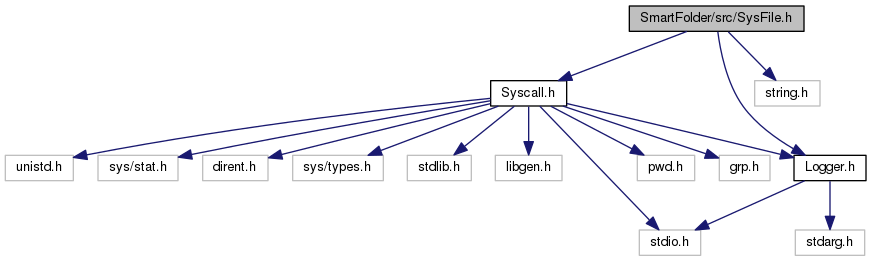 SmartFolder/src/SysFile.h
Syscall.h
string.h
unistd.h
sys/stat.h
dirent.h
sys/types.h
stdlib.h
libgen.h
pwd.h
grp.h
Logger.h
stdio.h
stdarg.h